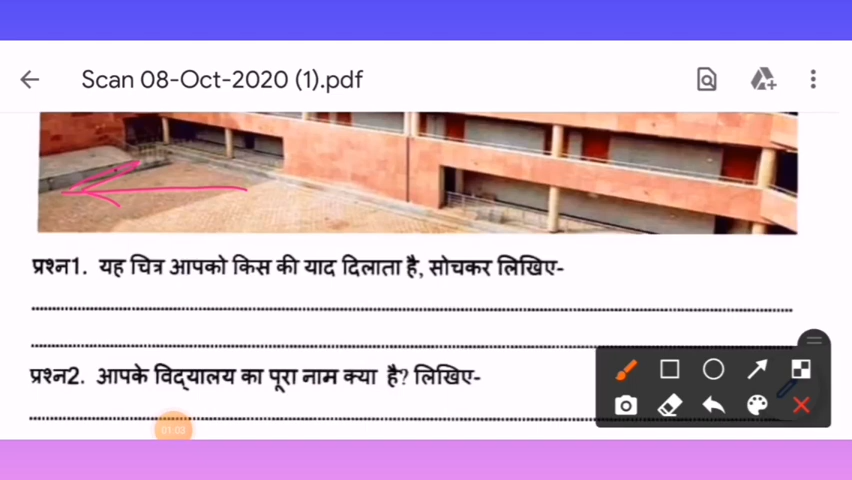 Scan 08-Oct-2020 (1).pdf
प्रश्न1. यह चित्र आपको किस की याद दिलाता है, सोचकर लिखिए-
प्रश्न2. आपके विद्यालय का पूरा नाम क्या है? लिखिए-
01:03